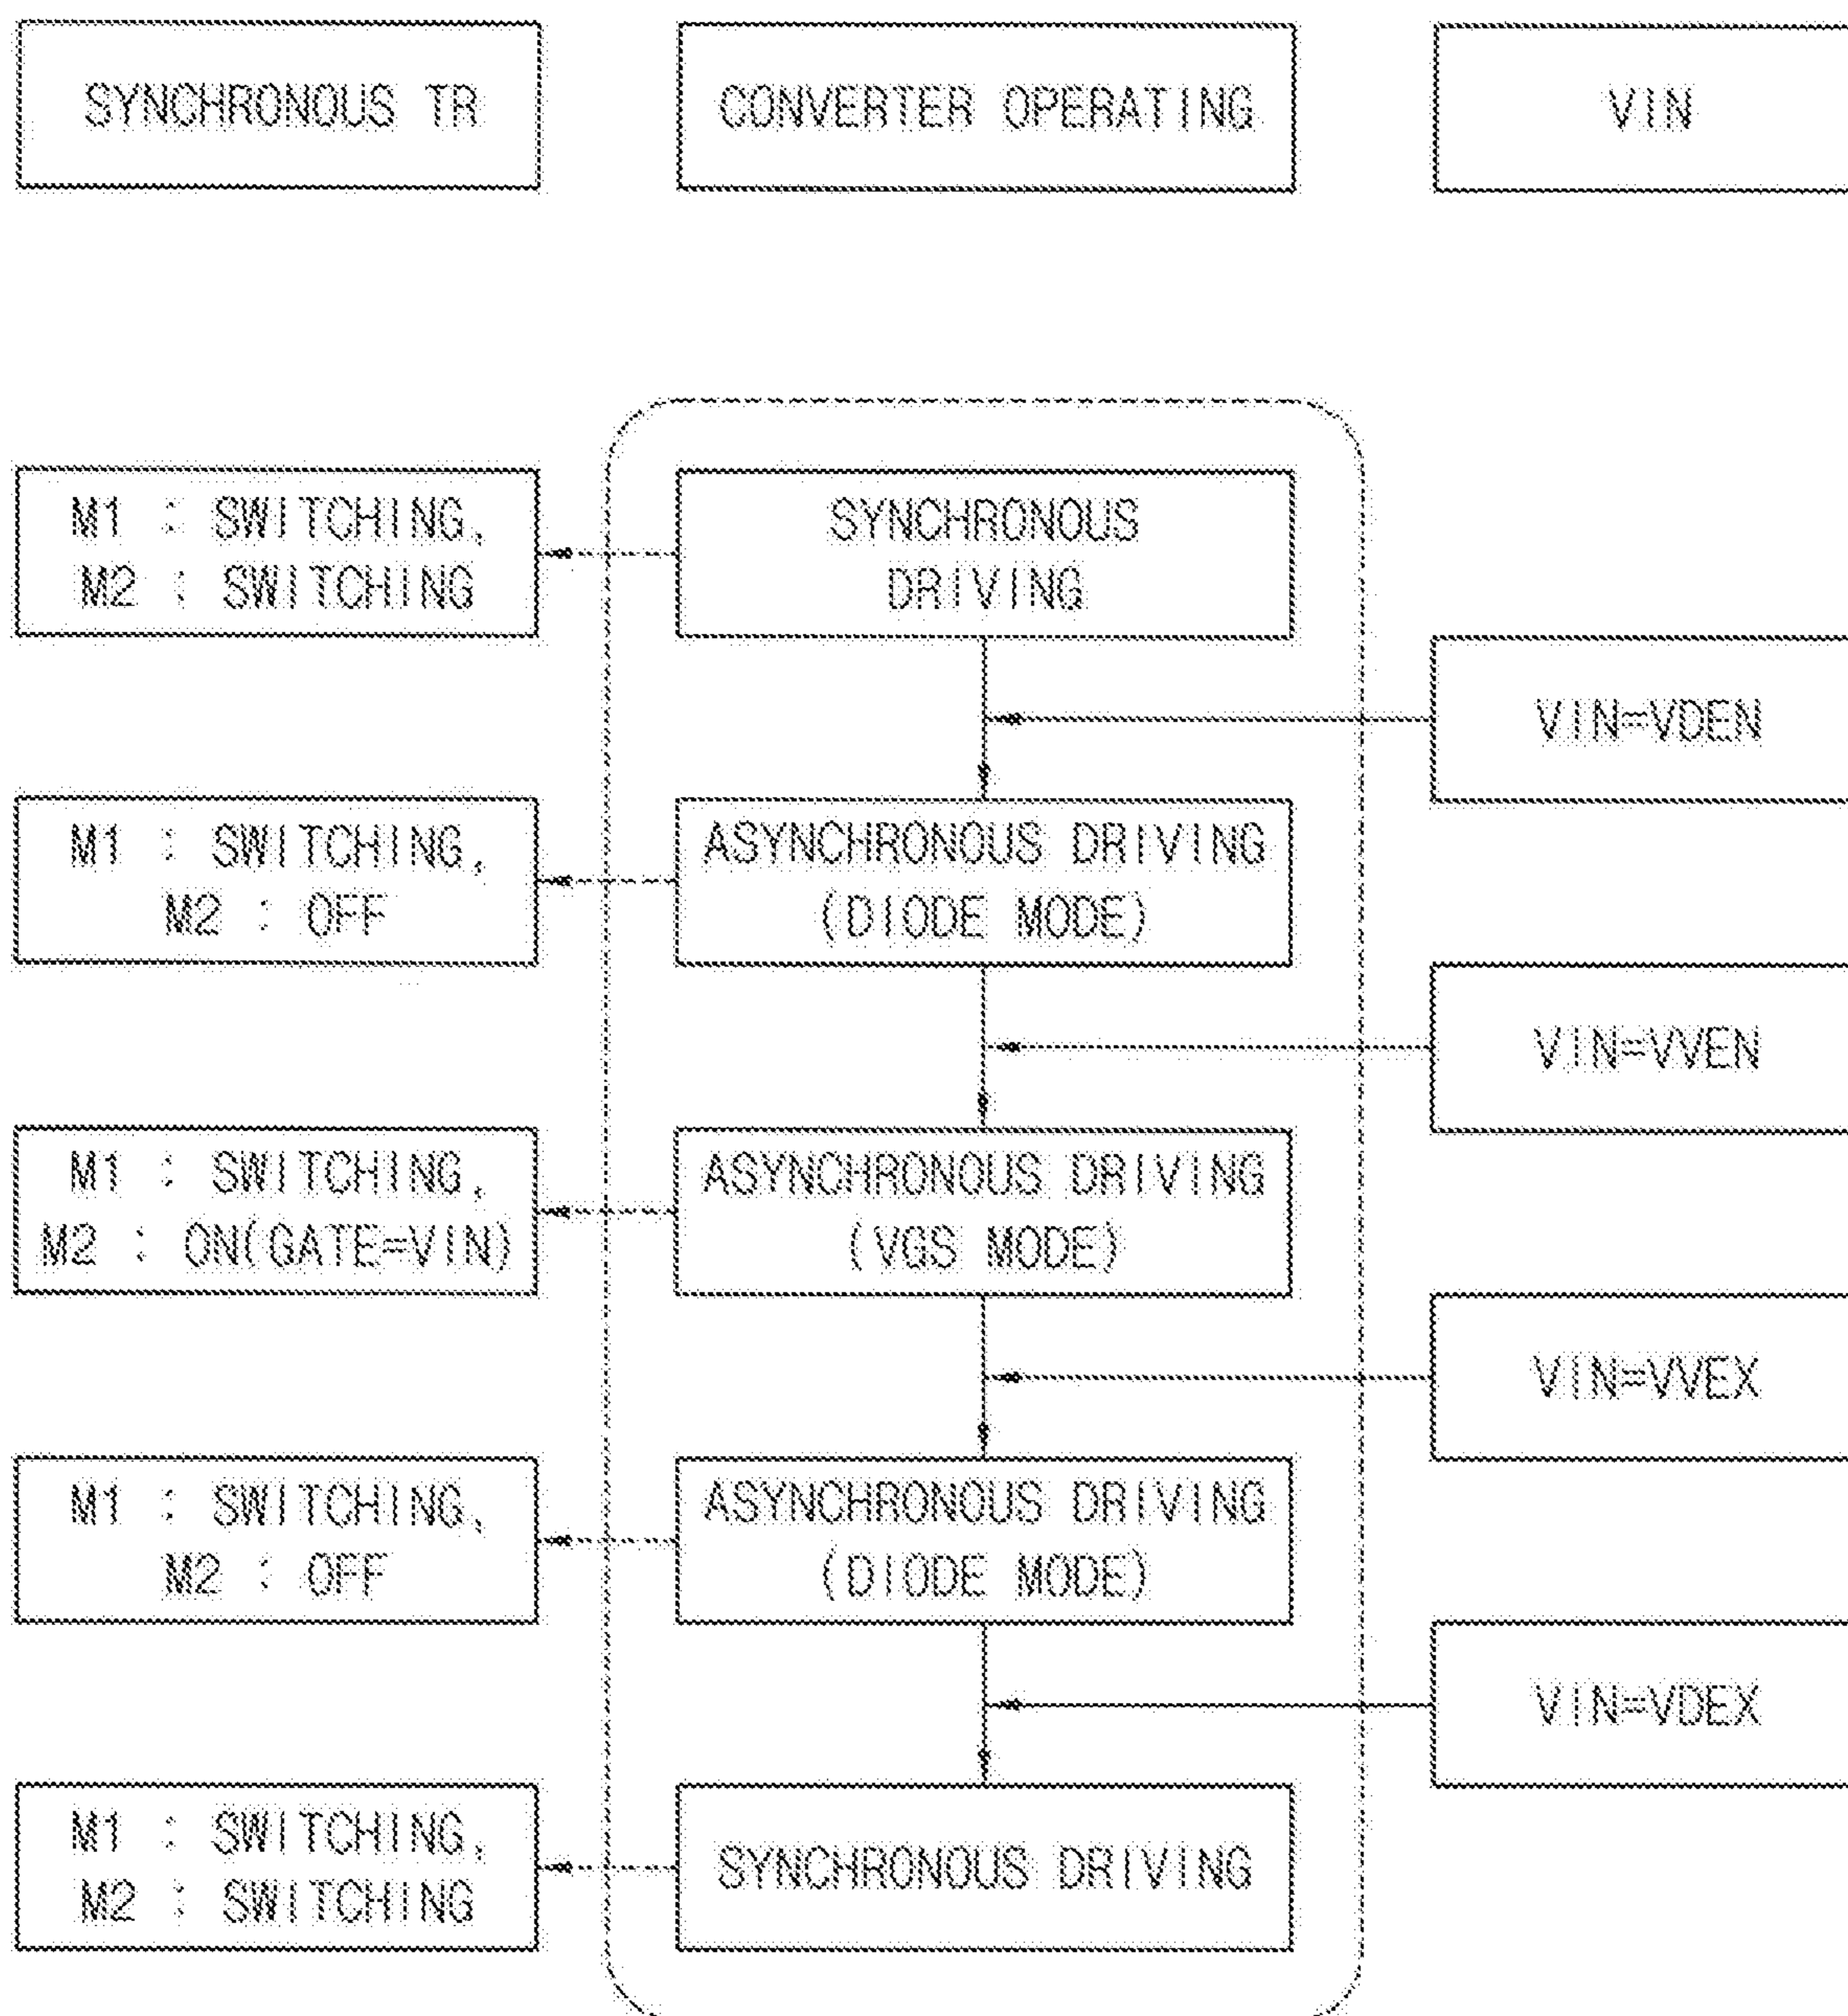 SYNCHRONOUS TR
CONVERTER OPERATING
VIN
M1 : SWITCHING,
M2 : SWITCHING
SYNCHRONOUS
DRIVING
VIN=VDEN
M1 : SWITCHING,
M2 : OFF
ASYNCHRONOUS DRIVING
(DIODE MODE)
VIN=VVEN
M1 : SWITCHING,
M2 : ON(GATE=VIN)
ASYNCHRONOUS DRIVING
(VGS MODE)
VIN=VVEX
M1 : SWITCHING,
M2 : OFF
ASYNCHRONOUS DRIVING
(DIODE MODE)
VIN=VDEX
M1 : SWITCHING,
M2 : SWITCHING
SYNCHRONOUS DRIVING